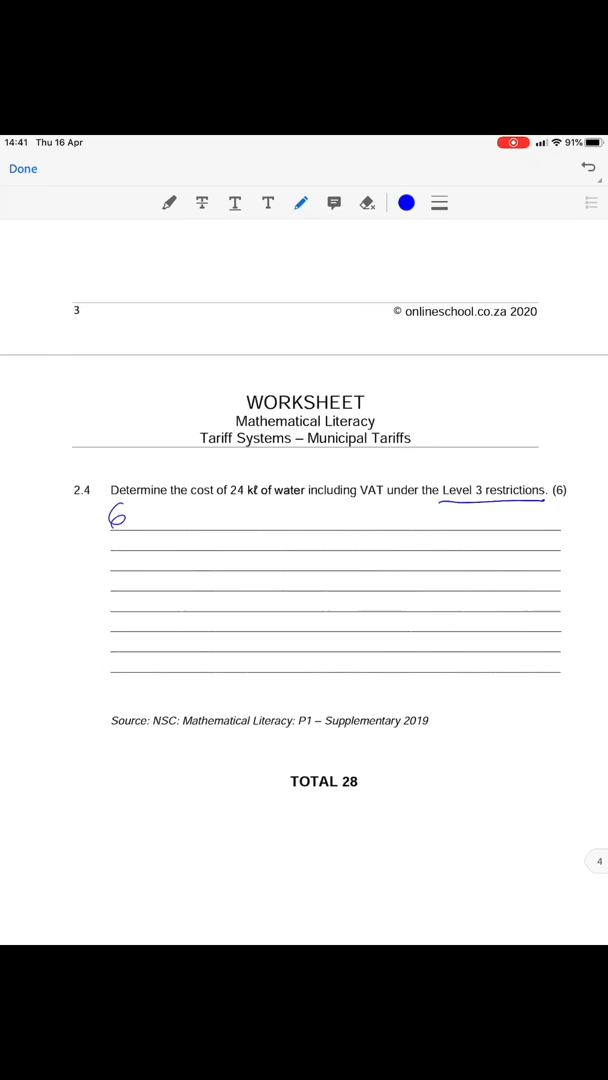 14:41 Thu 16 Apr
91%
Done
3
© onlineschool.co.za 2020
WORKSHEET
Mathematical Literacy
Tariff Systems – Municipal Tariffs
2.4 Determine the cost of 24 kℓ of water including VAT under the Level 3 restrictions. (6)
6
Source: NSC: Mathematical Literacy: P1 – Supplementary 2019
TOTAL 28
4